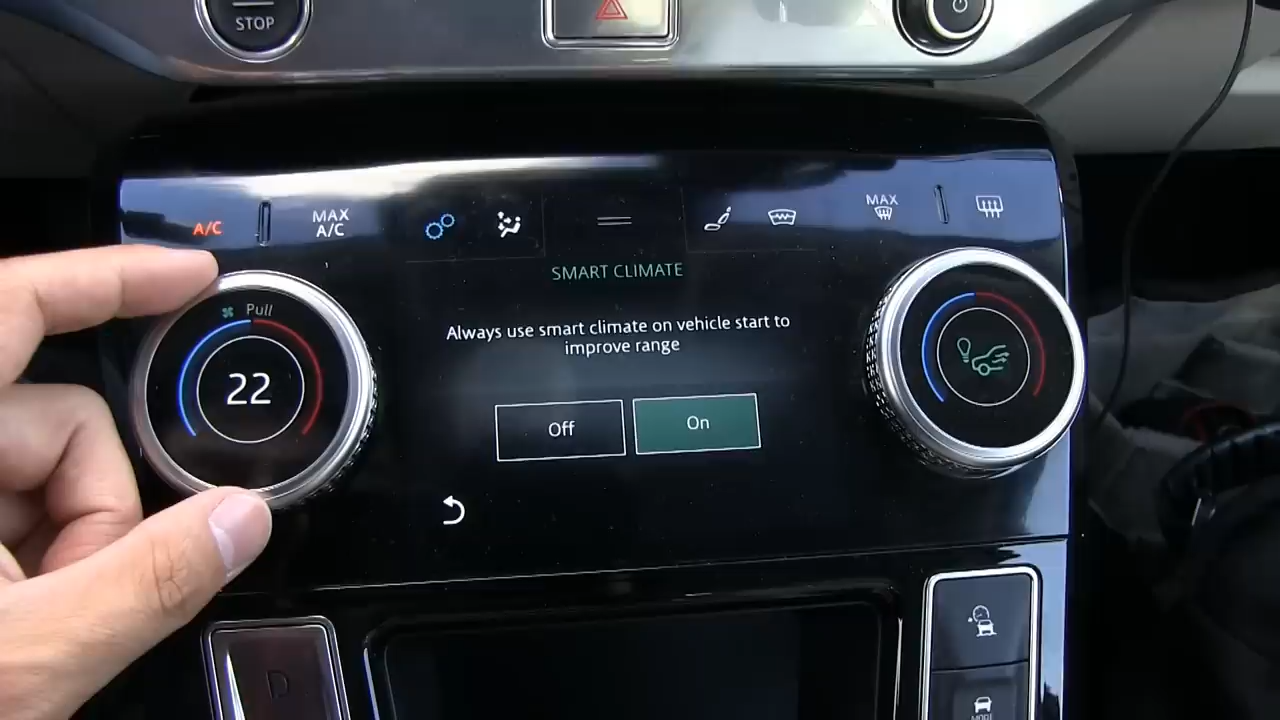 STOP
A/C
MAX
A/C
MAX
SMART CLIMATE
Pull
22
Always use smart climate on vehicle start to
improve range
Off
On
D
MORE